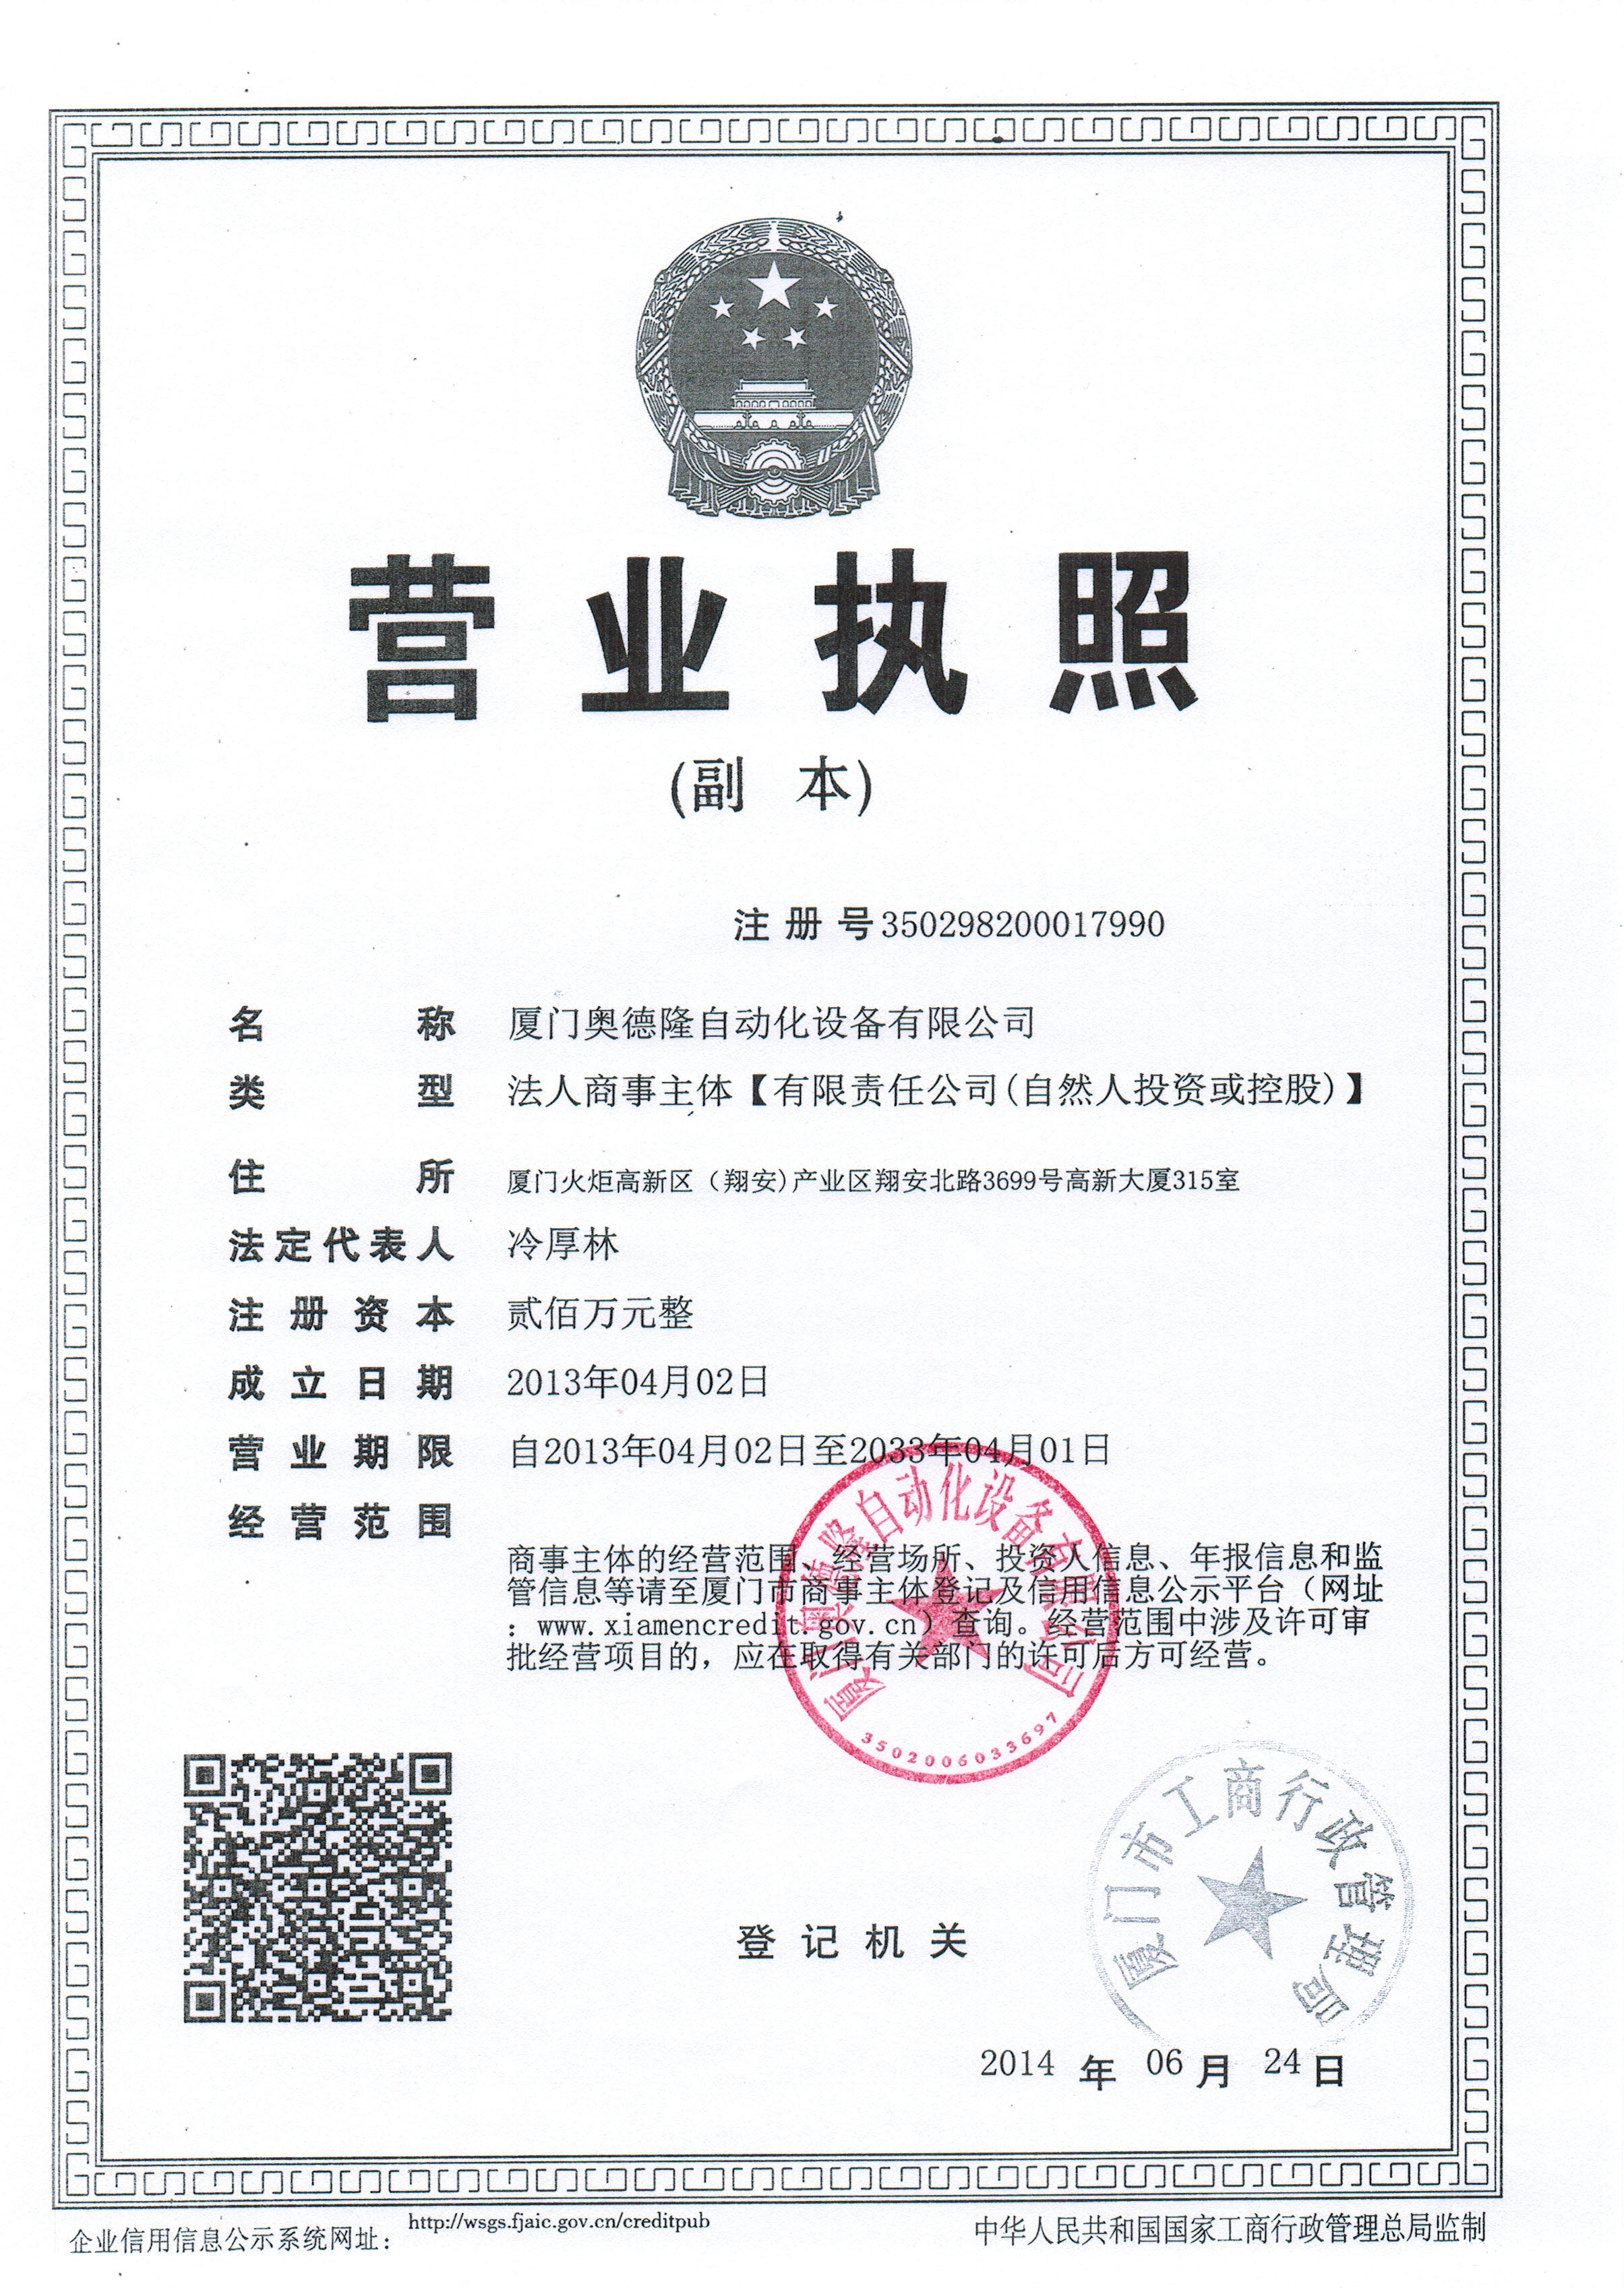 营业执照
(副 本)
注册号350298200017990
名称 厦门奥德隆自动化设备有限公司
类型 法人商事主体【有限责任公司(自然人投资或控股)】
住所 厦门火炬高新区（翔安)产业区翔安北路3699号高新大厦315室
法定代表人 冷厚林
注册资本 贰佰万元整
成立日期 2013年04月02日
营业期限 自2013年04月02日至2033年04月01日
经营范围
商事主体的经营范围、经营场所、投资人信息、年报信息和监
管信息等请至厦门市商事主体登记及信用信息公示平台（网址
：www.xiamencredit.gov.cn）查询。经营范围中涉及许可审
批经营项目的，应在取得有关部门的许可后方可经营。
厦门奥德隆自动化设备有限公司
3502006033697
登记机关
厦门市工商行政管理局
2014 年 06 月 24 日
企业信用信息公示系统网址： http://wsgs.fjaic.gov.cn/creditpub
中华人民共和国国家工商行政管理总局监制